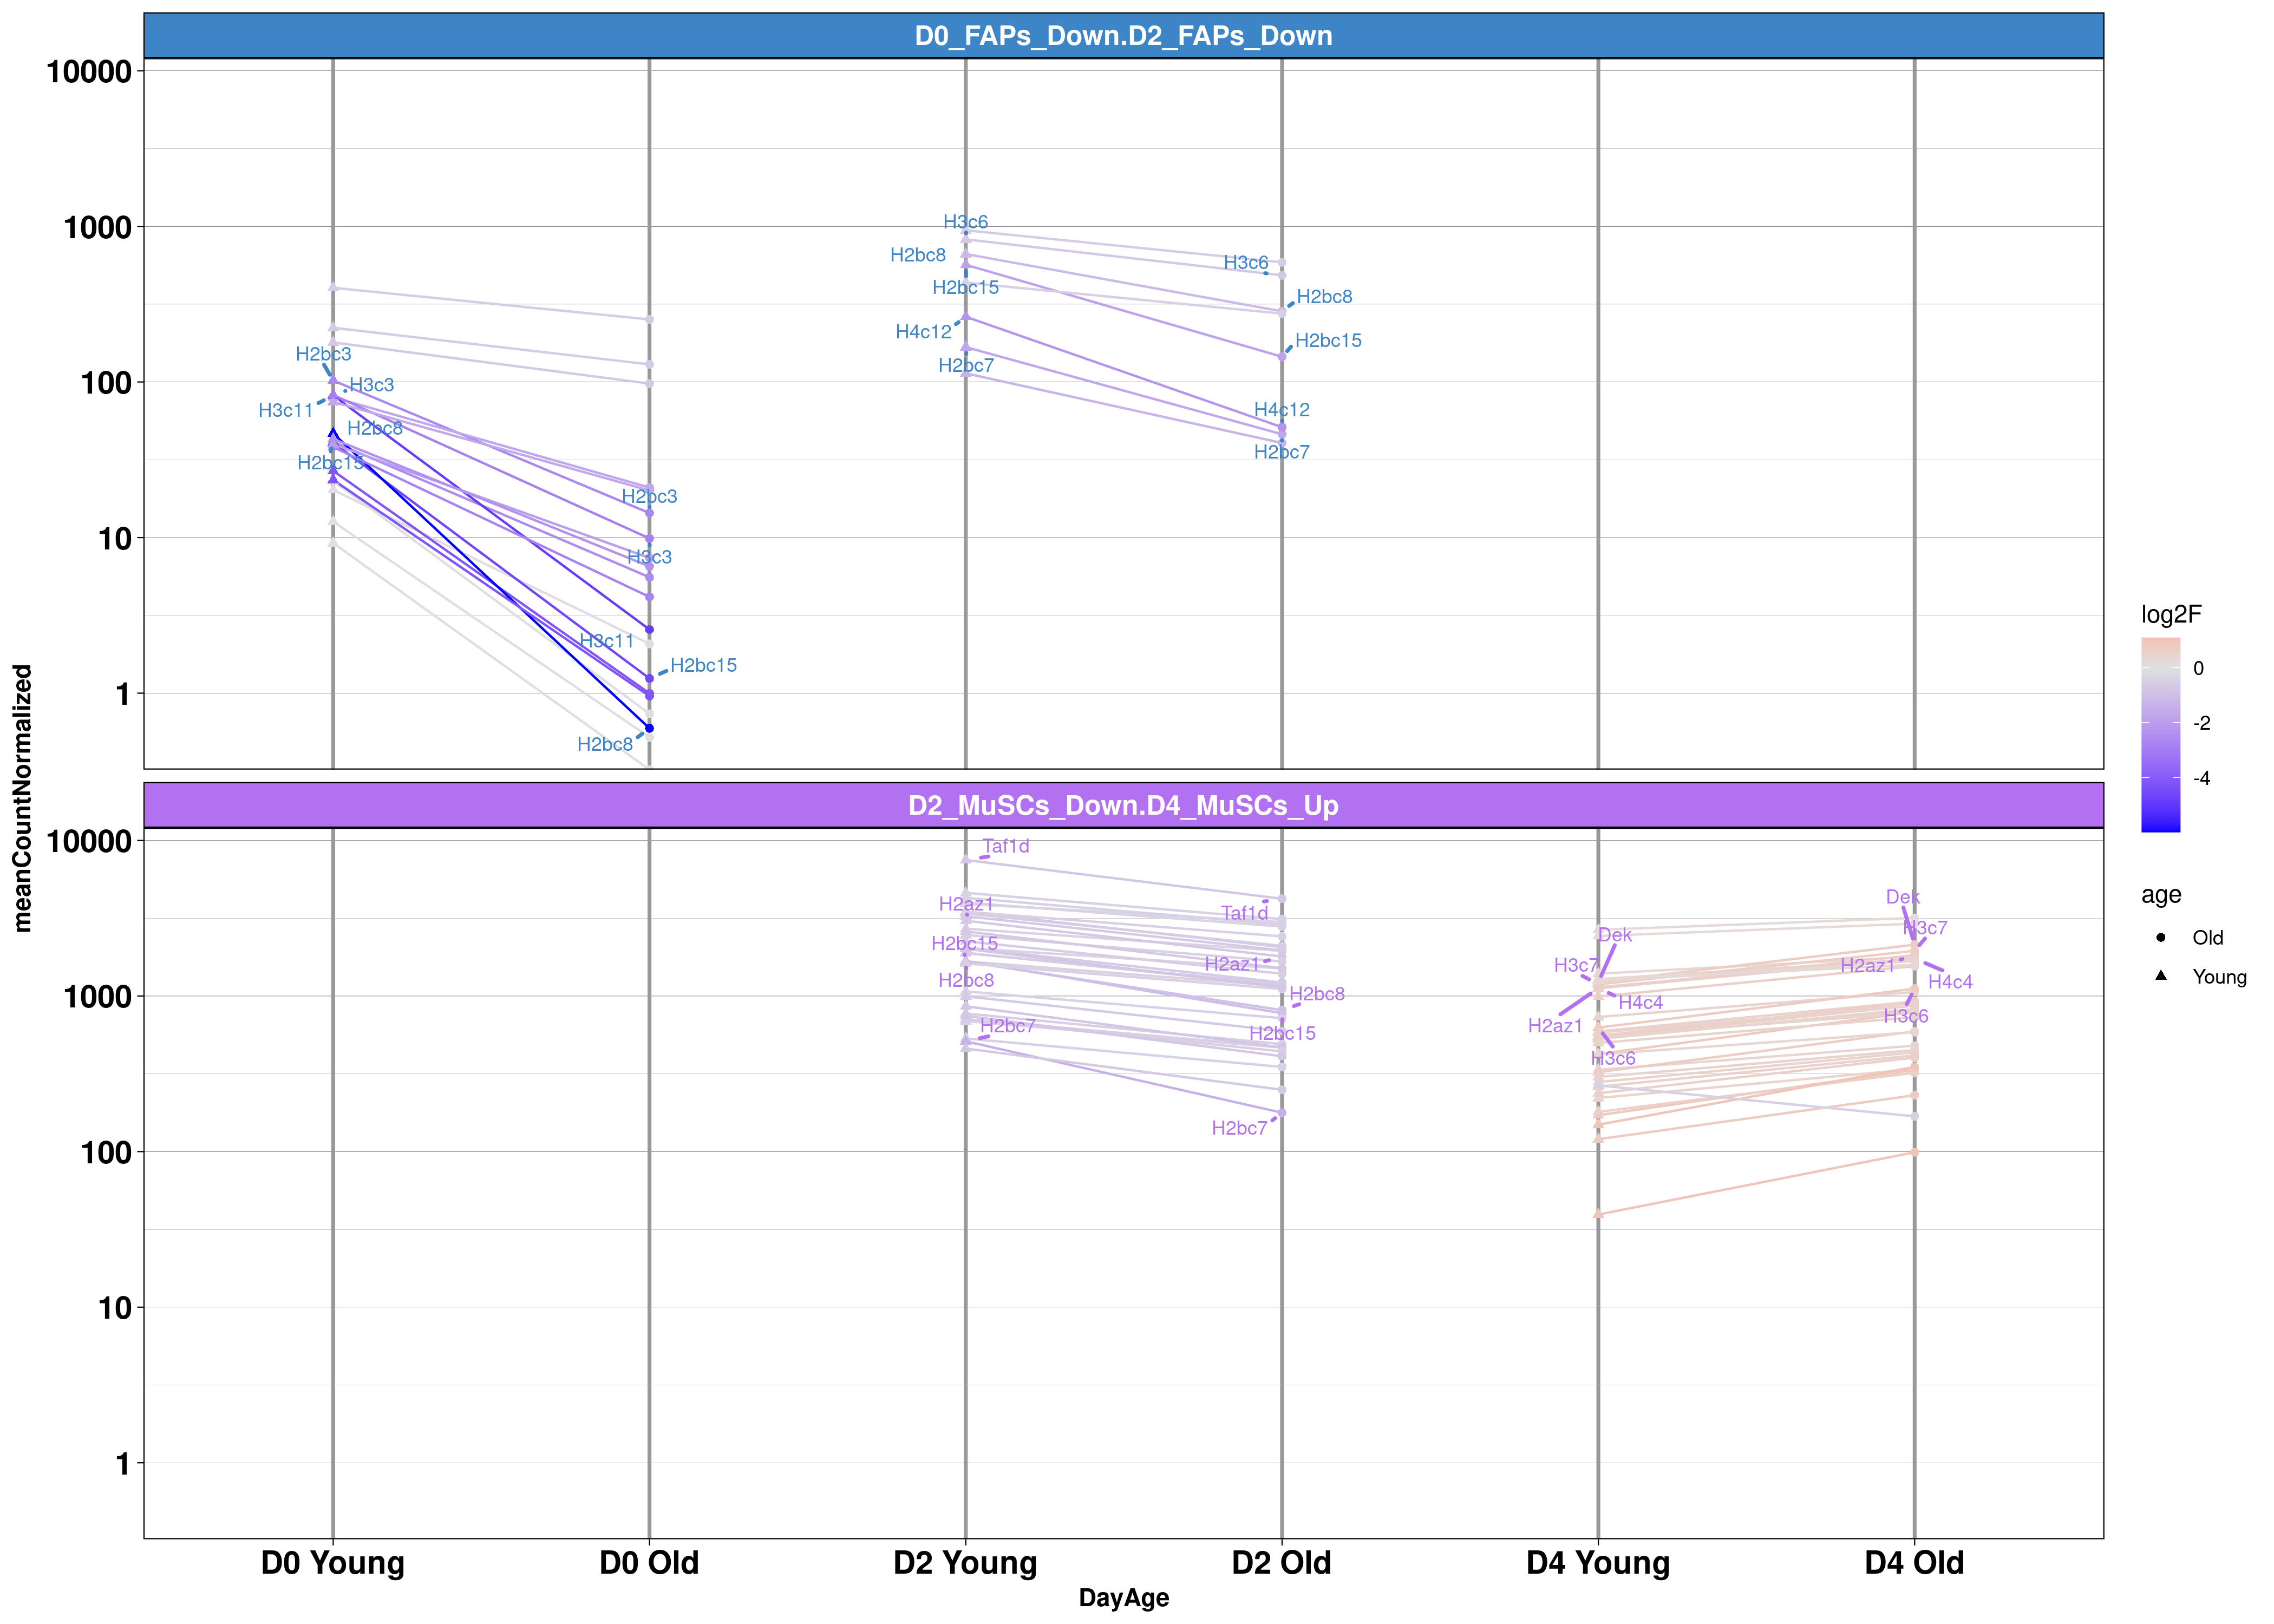 D0_FAPs_Down.D2_FAPs_Down
10000
1000
100
10
1
H2bc3
H3c3
H3c11
H2bc8
H2bc15
H2bc3
H3c3
H3c11
H2bc15
H2bc8
H3c6
H2bc8
H2bc15
H4c12
H2bc7
H3c6
H2bc8
H2bc15
H4c12
H2bc7
meanCountNormalized
D2_MuSCs_Down.D4_MuSCs_Up
10000
1000
100
10
1
Taf1d
H2az1
H2bc15
H2bc8
H2bc7
Taf1d
H2az1
H2bc8
H2bc15
H2bc7
Dek
H3c7
H4c4
H2az1
H3c6
Dek
H3c7
H2az1
H4c4
H3c6
D0 Young
D0 Old
D2 Young
D2 Old
D4 Young
D4 Old
DayAge
log2F
0
-2
-4
age
Old
Young